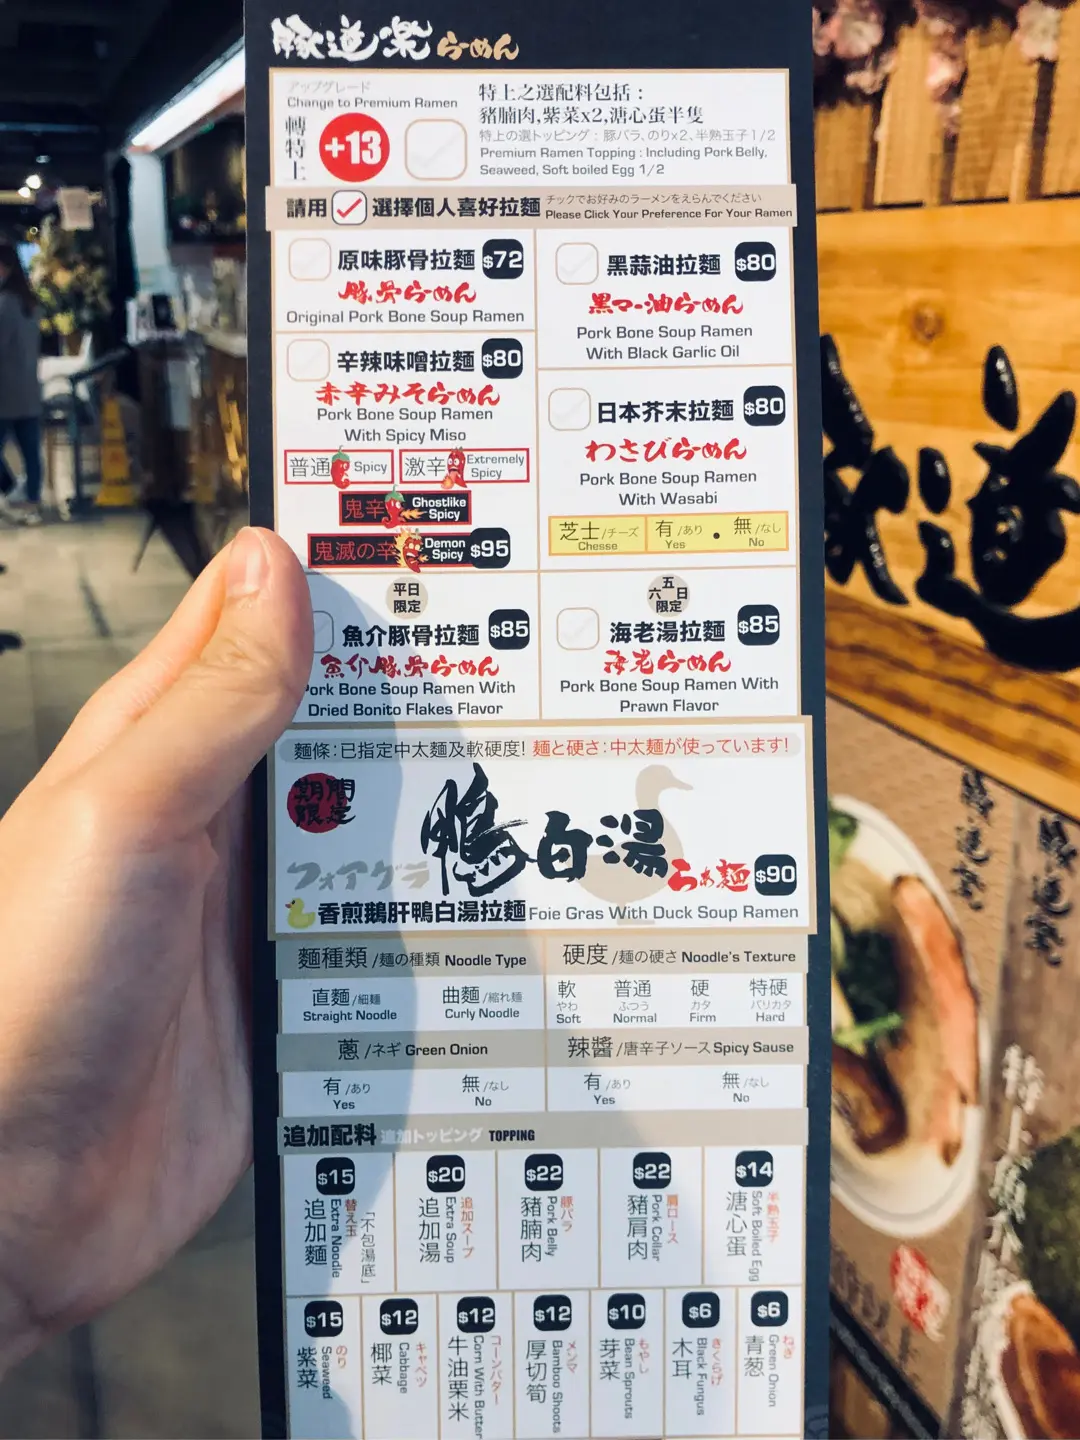 豚道楽らーめん
アップグレード
Change to Premium Ramen
轉特上
+13
特上之選配料包括：
豬腩肉,紫菜x2,溏心蛋半隻
特上の選トッピング：豚バラ、のりx2、半熟玉子1/2
Premium Ramen Topping : Including Pork Belly,
Seaweed, Soft boiled Egg 1/2
請用 選擇個人喜好拉麵
チックでお好みのラーメンをえらんでください
Please Click Your Preference For Your Ramen
原味豚骨拉麵 $72
豚骨らーめん
Original Pork Bone Soup Ramen
黑蒜油拉麵 $80
黒マー油らーめん
Pork Bone Soup Ramen
With Black Garlic Oil
辛辣味噌拉麵 $80
赤辛みそらーめん
Pork Bone Soup Ramen
With Spicy Miso
普通 Spicy
激辛 Extremely Spicy
鬼辛 Ghostlike Spicy
鬼滅の辛 Demon Spicy $95
日本芥末拉麵 $80
わさびらーめん
Pork Bone Soup Ramen
With Wasabi
芝士/チーズ Chesse
有/あり Yes
•
無/なし No
平日限定
魚介豚骨拉麵 $85
魚介豚骨らーめん
Pork Bone Soup Ramen With
Dried Bonito Flakes Flavor
五六日限定
海老湯拉麵 $85
海老らーめん
Pork Bone Soup Ramen With
Prawn Flavor
麵條：已指定中太麵及軟硬度! 麺と硬さ：中太麺が使っています!
期間限定
鴨白湯
フォアグラ
らぁ麺 $90
香煎鵝肝鴨白湯拉麵 Foie Gras With Duck Soup Ramen
麵種類/麺の種類 Noodle Type
硬度/麺の硬さ Noodle's Texture
直麵/細麺 Straight Noodle
曲麵/縮れ麺 Curly Noodle
軟 やわ Soft
普通 ふつう Normal
硬 カタ Firm
特硬 バリカタ Hard
蔥/ネギ Green Onion
辣醬/唐辛子ソース Spicy Sause
有/あり Yes
無/なし No
有/あり Yes
無/なし No
追加配料 追加トッピング TOPPING
$15 追加麵 替え玉 Extra Noodle 「不包湯底」
$20 追加湯 追加スープ Extra Soup
$22 豬腩肉 豚バラ Pork Belly
$22 豬肩肉 肩ロース Pork Collar
$14 溏心蛋 半熟玉子 Soft Boiled Egg
$15 紫菜 のり Seaweed
$12 椰菜 キャベツ Cabbage
$12 牛油粟米 コーンバター Corn With Butter
$12 厚切筍 メンマ Bamboo Shoots
$10 芽菜 もやし Bean Sprouts
$6 木耳 きくらげ Black Fungus
$6 青葱 ねぎ Green Onion
豚道